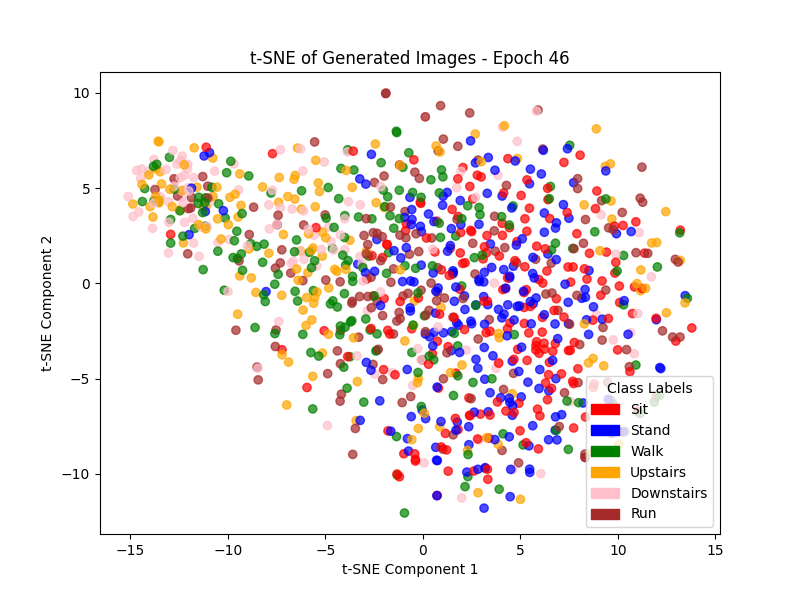 t-SNE of Generated Images - Epoch 46
10
5
0
−5
−10
t-SNE Component 2
−15
−10
−5
0
5
10
15
t-SNE Component 1
Class Labels
Sit
Stand
Walk
Upstairs
Downstairs
Run